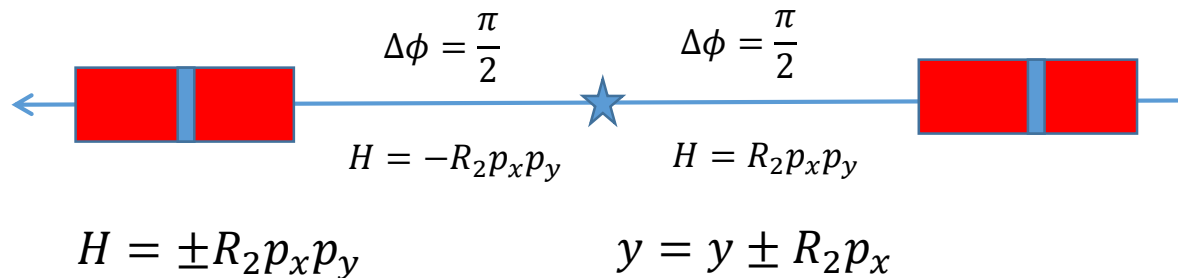 Δϕ = π/2 Δϕ = π/2
H = −R₂pₓp_y H = R₂pₓp_y
H = ±R₂pₓp_y y = y ± R₂pₓ